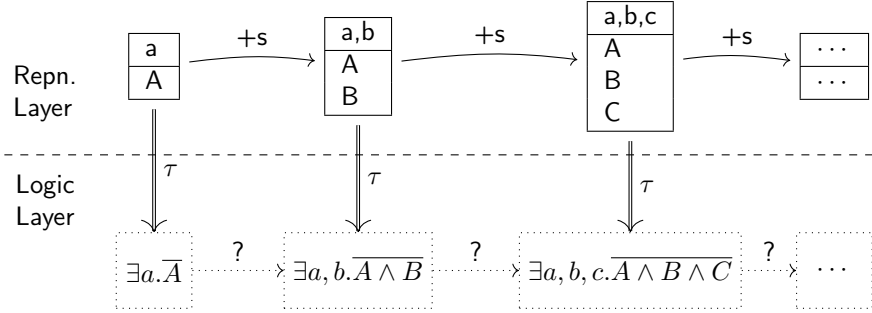 +s +s +s
a a,b a,b,c ···
A A A ···
B B
C
Repn.
Layer
τ τ τ
Logic
Layer
? ? ?
∃a.A̅ ∃a, b.A̅ ̅∧̅ ̅B̅ ∃a, b, c.A̅ ̅∧̅ ̅B̅ ̅∧̅ ̅C̅ ···